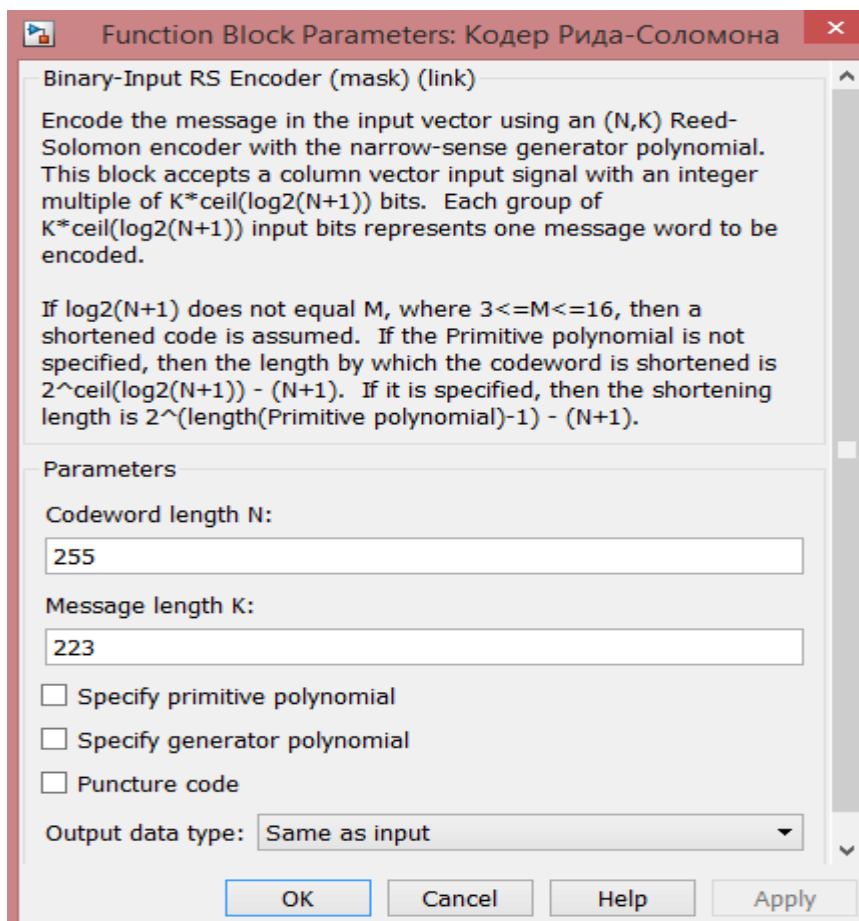 Function Block Parameters: Кодер Рида-Соломона
Binary-Input RS Encoder (mask) (link)
Encode the message in the input vector using an (N,K) Reed-
Solomon encoder with the narrow-sense generator polynomial.
This block accepts a column vector input signal with an integer
multiple of K*ceil(log2(N+1)) bits.  Each group of
K*ceil(log2(N+1)) input bits represents one message word to be
encoded.
If log2(N+1) does not equal M, where 3<=M<=16, then a
shortened code is assumed.  If the Primitive polynomial is not
specified, then the length by which the codeword is shortened is
2^ceil(log2(N+1)) - (N+1).  If it is specified, then the shortening
length is 2^(length(Primitive polynomial)-1) - (N+1).
Parameters
Codeword length N:
255
Message length K:
223
Specify primitive polynomial
Specify generator polynomial
Puncture code
Output data type: Same as input
OK Cancel Help Apply